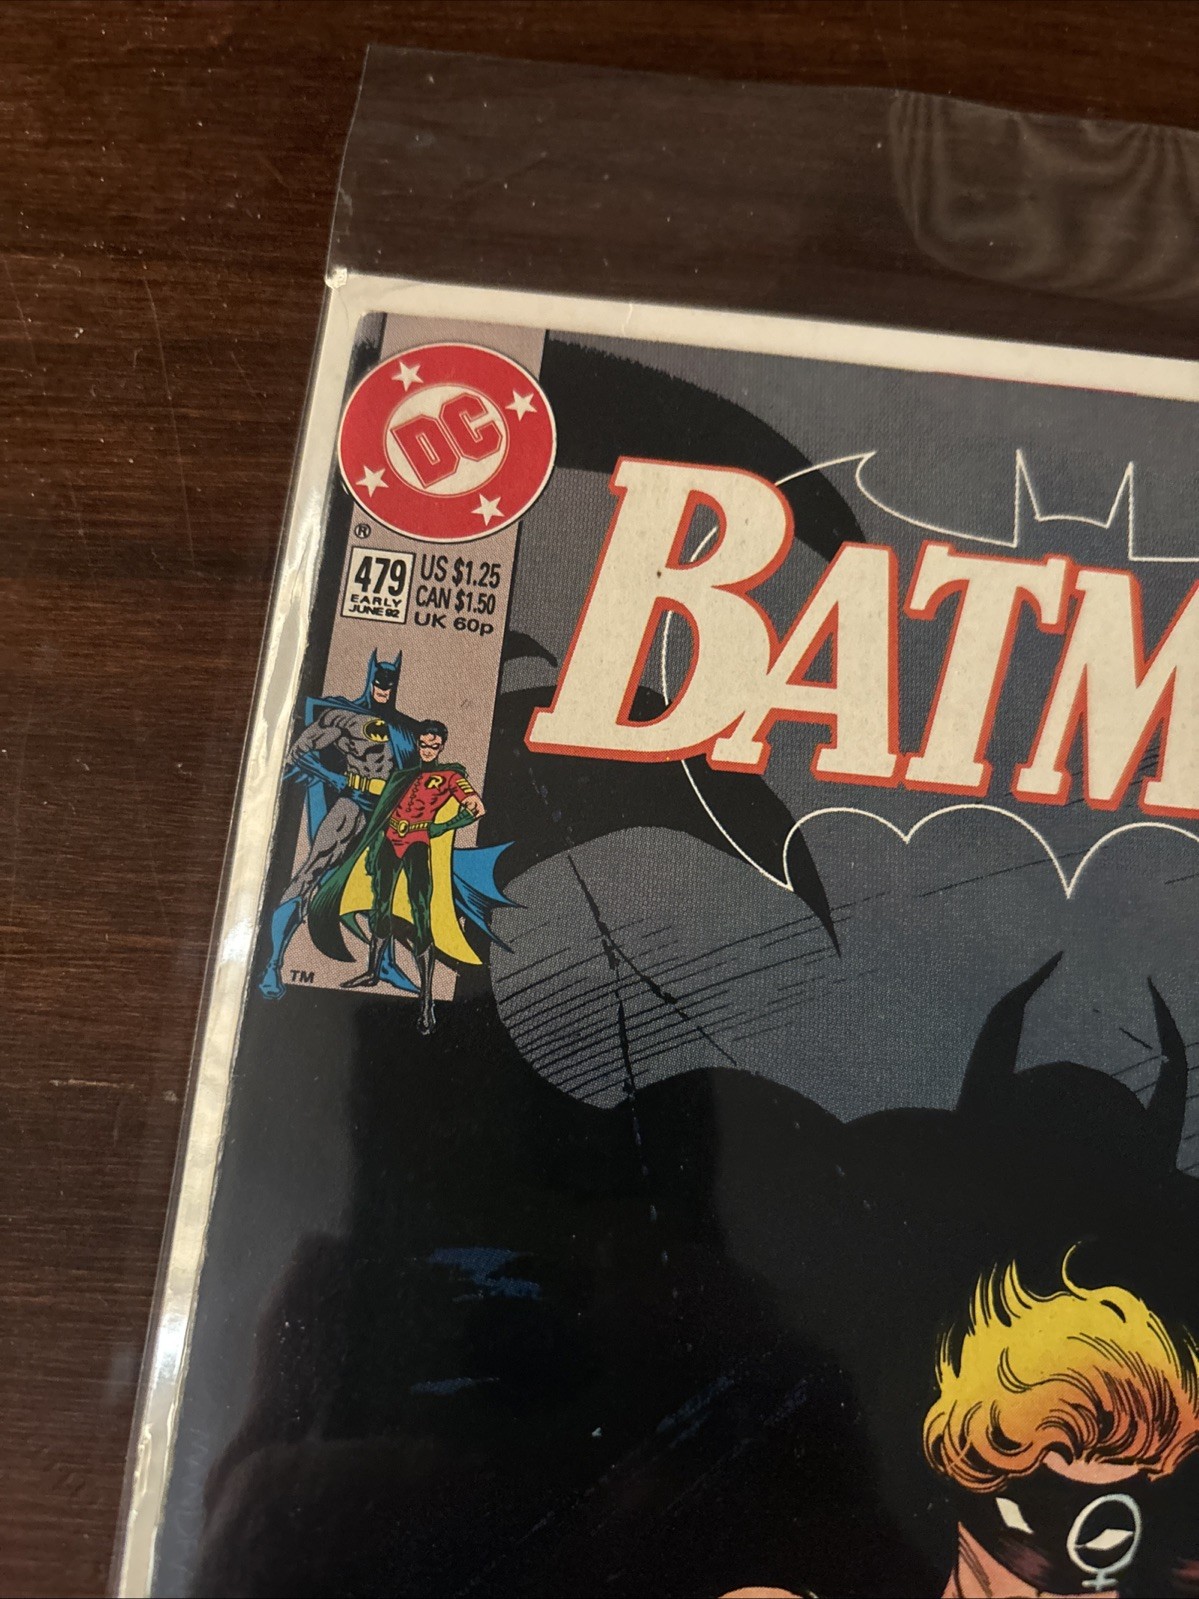 DC
®
479
EARLY
JUNE 92
US $1.25
CAN $1.50
UK 60p
BATM
R
TM